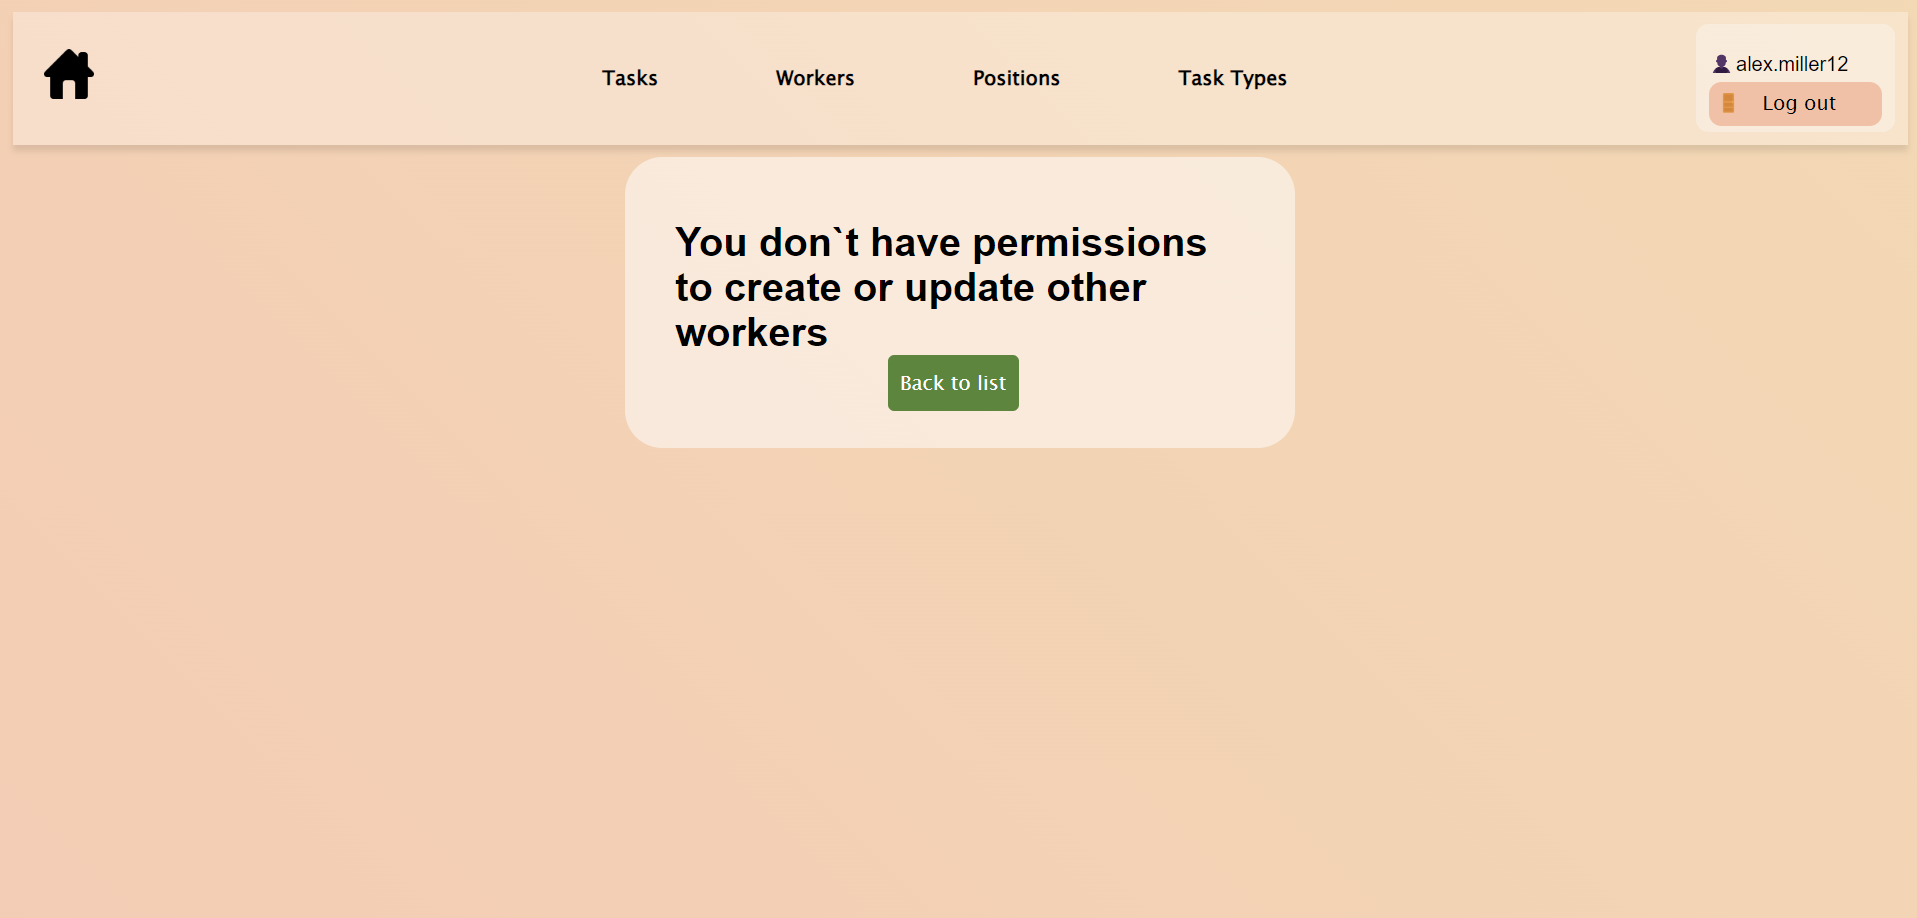 Tasks
Workers
Positions
Task Types
alex.miller12
Log out
You don`t have permissions
to create or update other
workers
Back to list